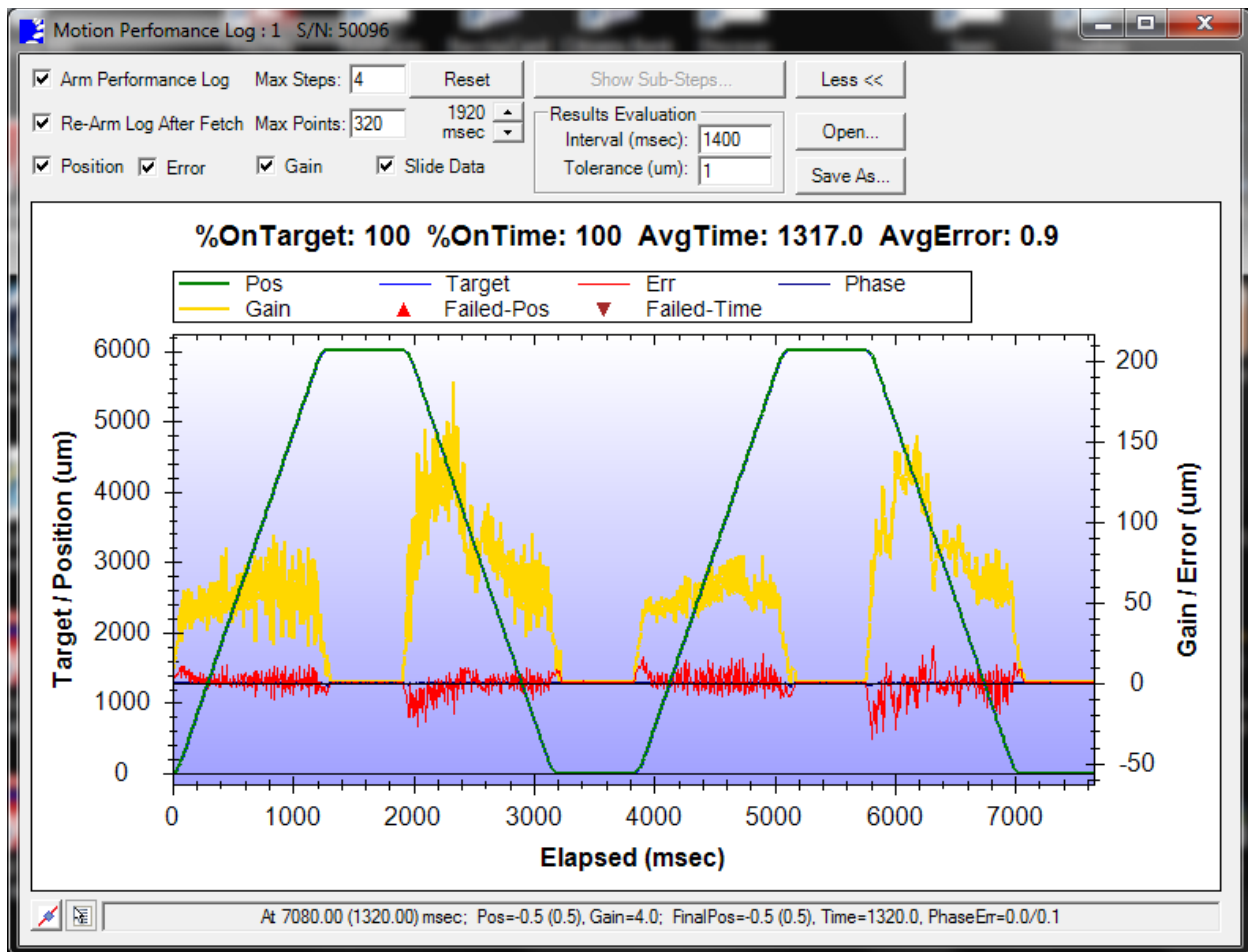 Motion Perfomance Log : 1 S/N: 50096
Arm Performance Log Max Steps: 4 Reset Show Sub-Steps... Less <<
Re-Arm Log After Fetch Max Points: 320 1920 msec Results Evaluation Interval (msec): 1400 Open...
Position Error Gain Slide Data Tolerance (um): 1 Save As...
%OnTarget: 100 %OnTime: 100 AvgTime: 1317.0 AvgError: 0.9
Pos Target Err Phase
Gain Failed-Pos Failed-Time
Target / Position (um)
6000
5000
4000
3000
2000
1000
0
200
150
100
50
0
-50
Gain / Error (um)
0 1000 2000 3000 4000 5000 6000 7000
Elapsed (msec)
At 7080.00 (1320.00) msec; Pos=-0.5 (0.5), Gain=4.0; FinalPos=-0.5 (0.5), Time=1320.0, PhaseErr=0.0/0.1